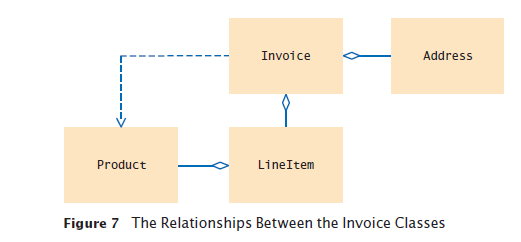 Invoice
Address
Product
LineItem
Figure 7 The Relationships Between the Invoice Classes